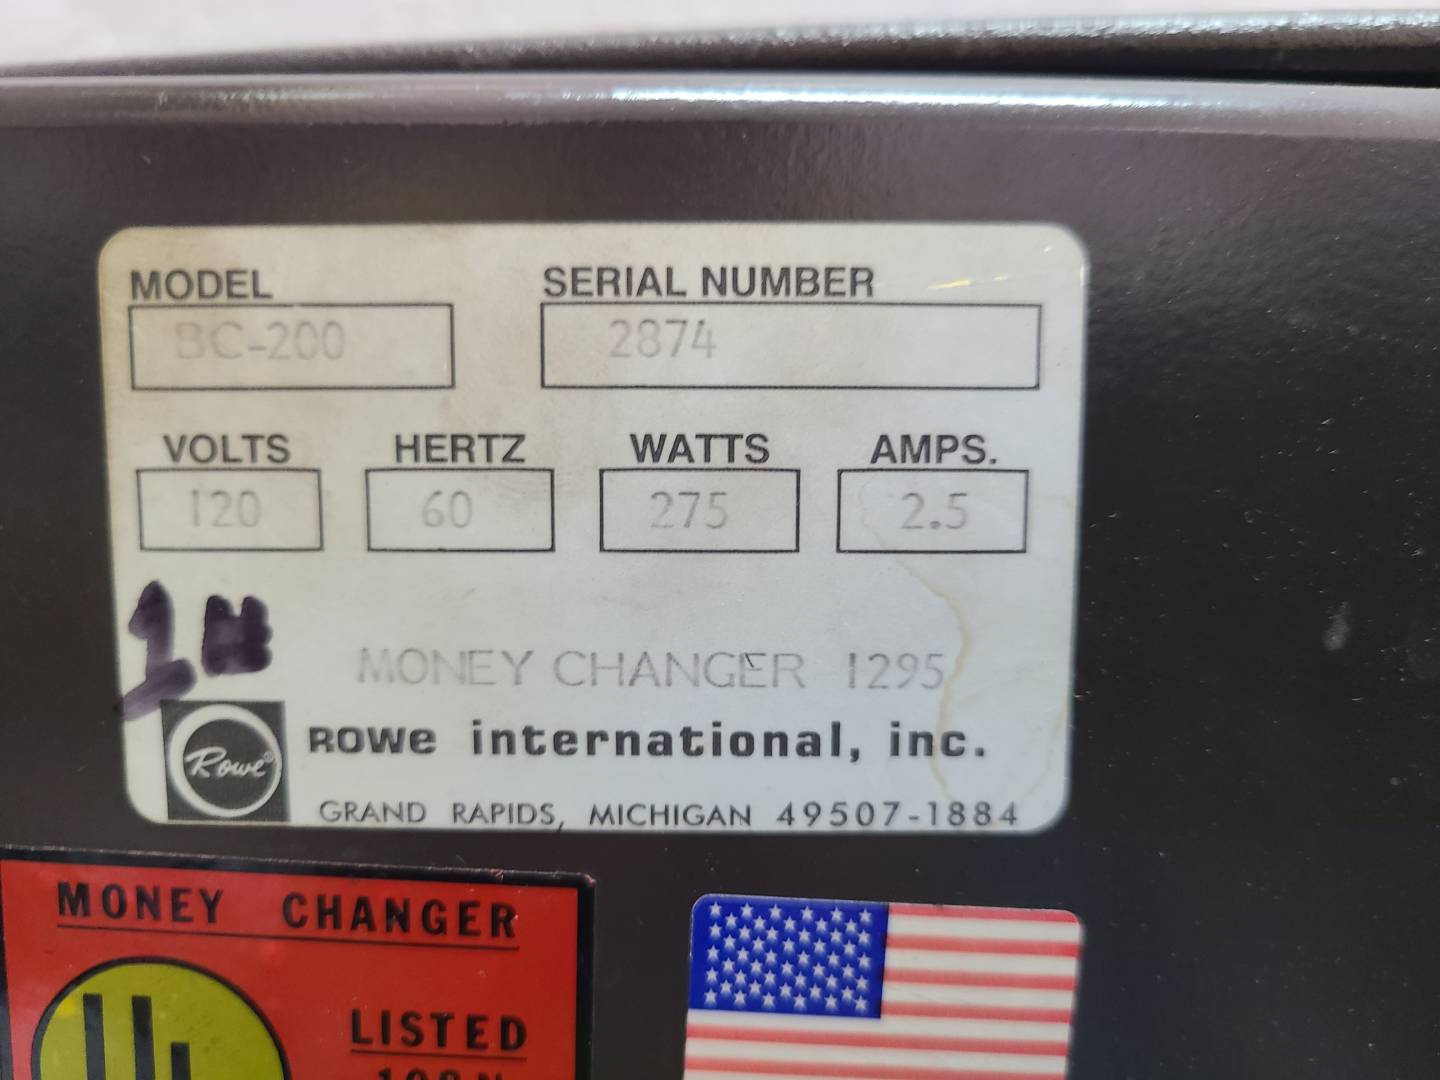 MODEL SERIAL NUMBER
BC-200 2874
VOLTS HERTZ WATTS AMPS.
120 60 275 2.5
MONEY CHANGER 1295
Rowe®
ROWE international, inc.
GRAND RAPIDS, MICHIGAN 49507-1884
MONEY CHANGER
LISTED